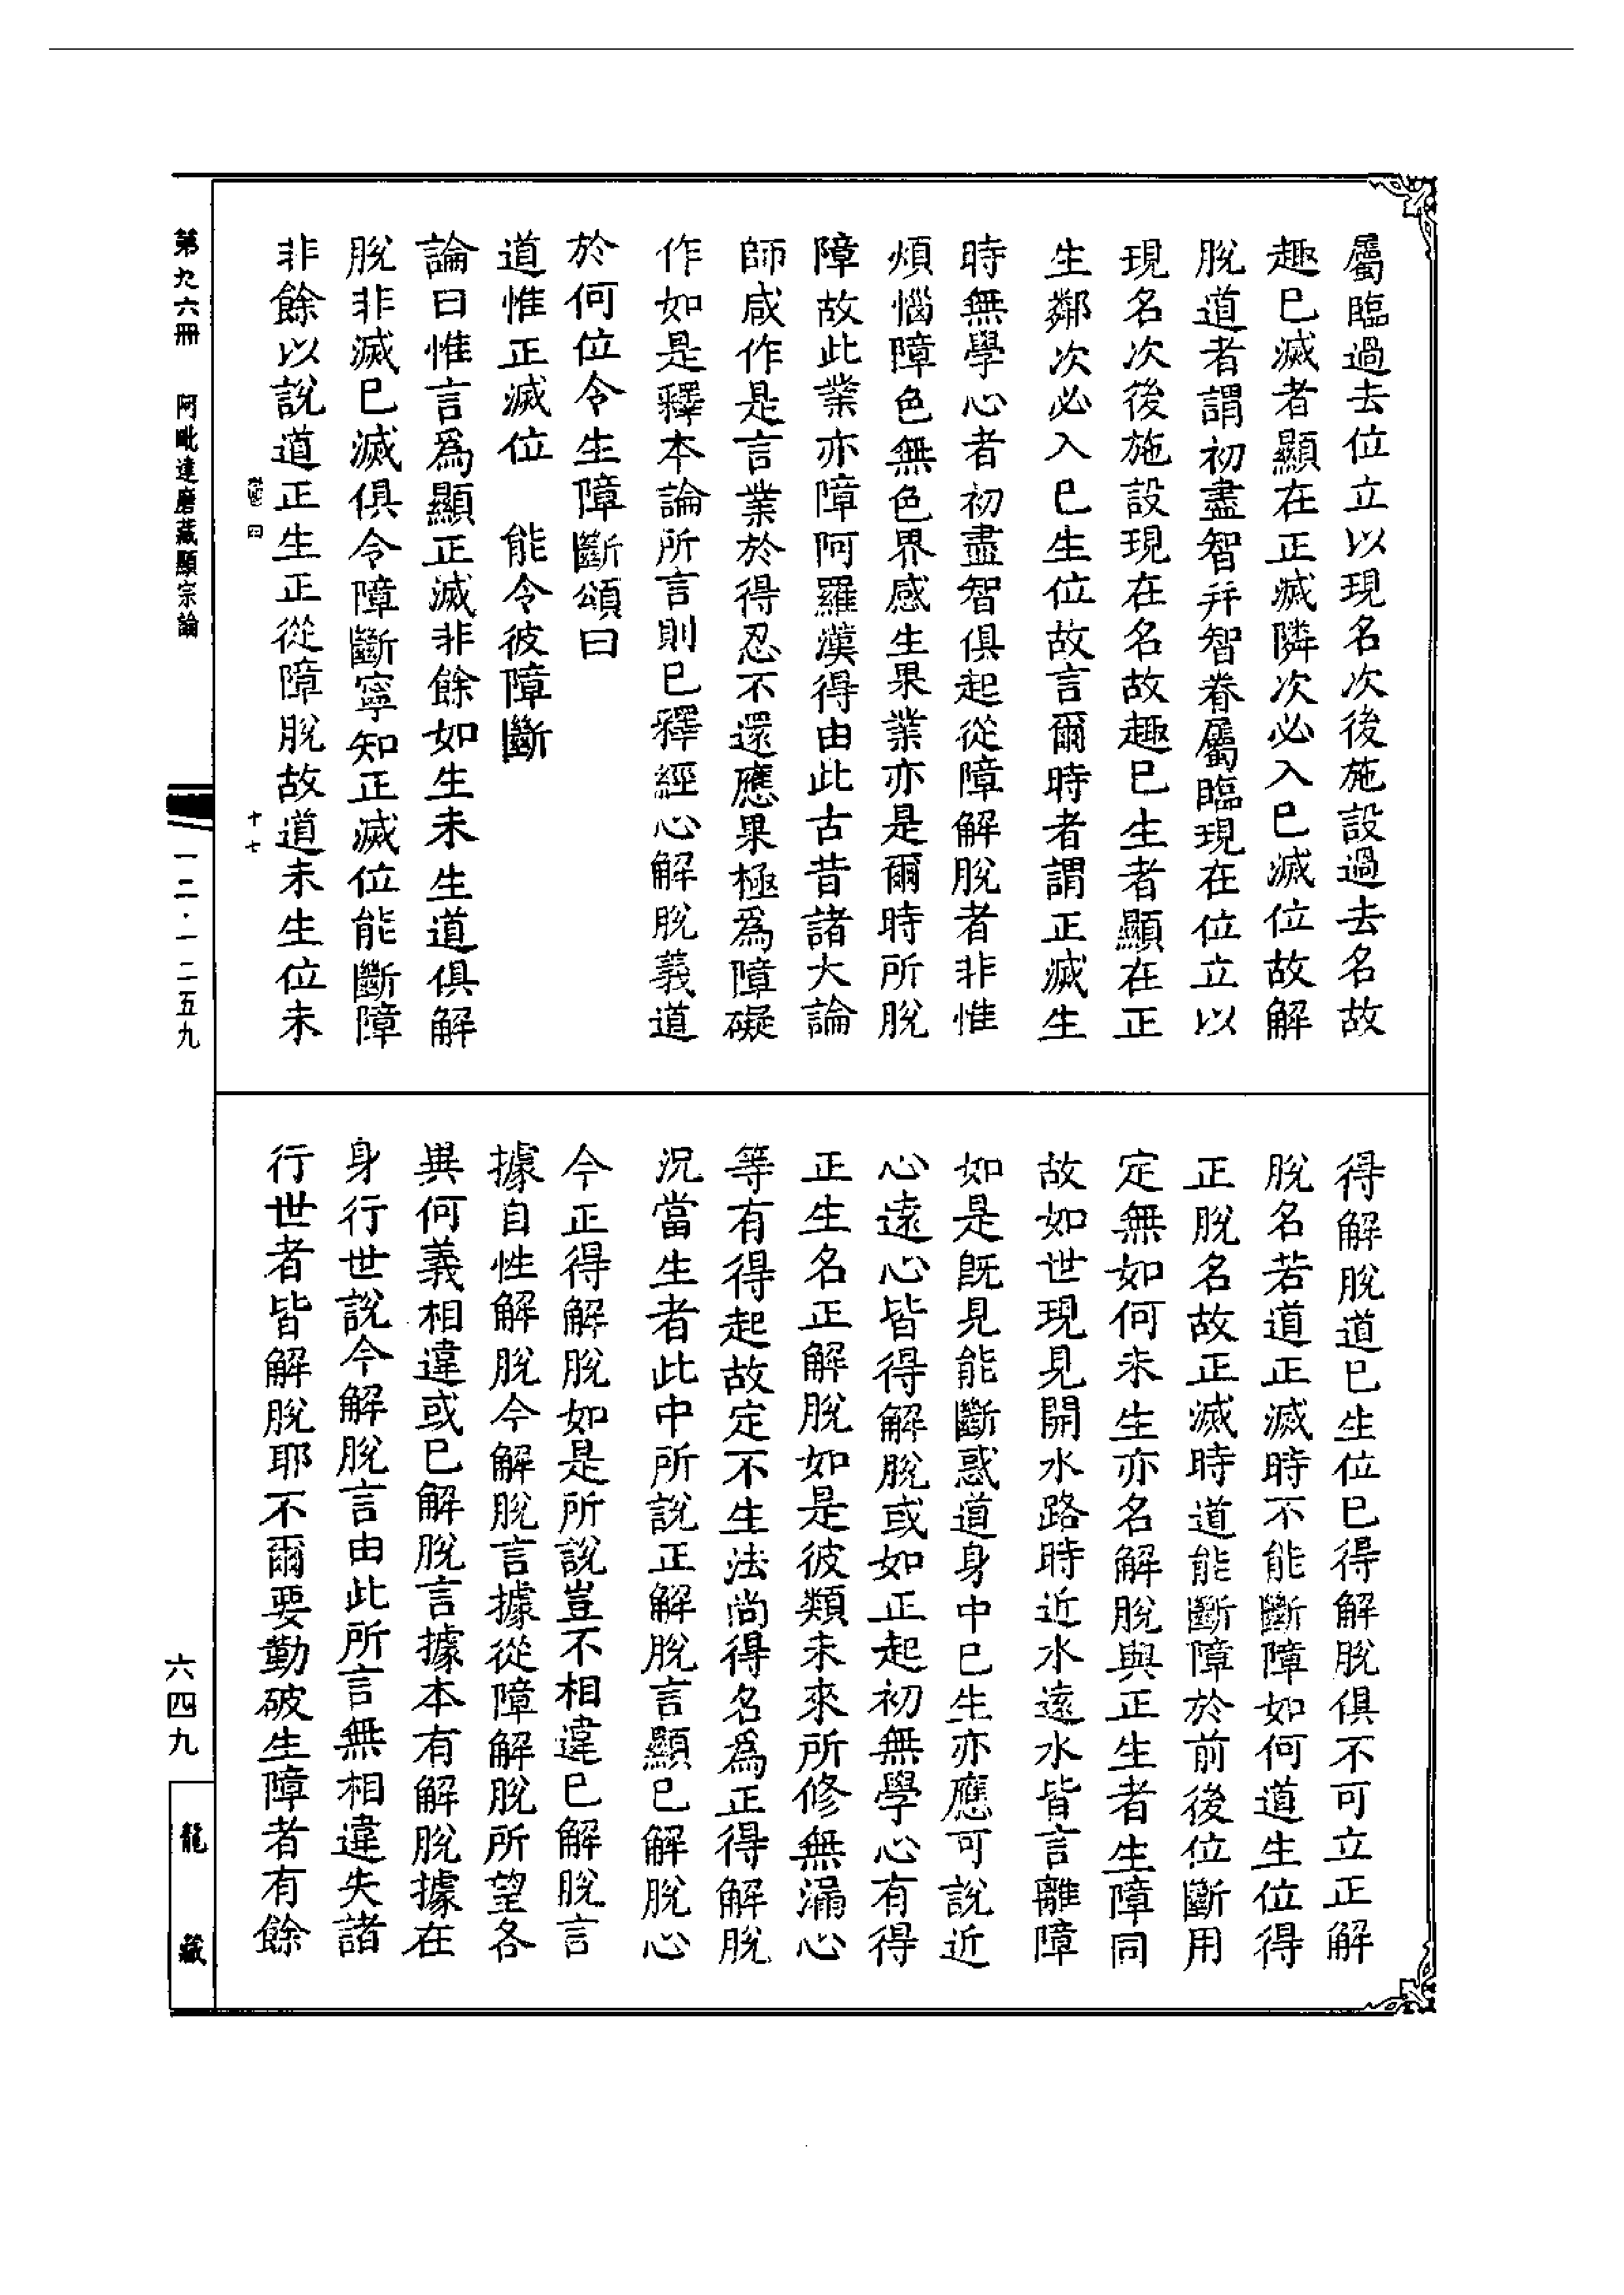 屬臨過去位立以現名次後施設過去名故
趣已滅者顯在正滅隣次必入已滅位故解
脫道者謂初盡智并智眷屬臨現在位立以
現名次後施設現在名故趣已生者顯在正
生鄰次必入已生位故言爾時者謂正滅生
時無學心者初盡智俱起從障解脫者非惟
煩惱障色無色界感生果業亦是爾時所脫
障故此業亦障阿羅漢得由此古昔諸大論
師咸作是言業於得忍不還應果極爲障礙
作如是釋本論所言則已釋經心解脫義道
於何位令生障斷頌曰
道惟正滅位　能令彼障斷
論曰惟言爲顯正滅非餘如生未生道俱解
脫非滅已滅俱令障斷寧知正滅位能斷障
非餘以說道正生正從障脫故道未生位未
得解脫道已生位已得解脫俱不可立正解
脫名若道正滅時不能斷障如何道生位得
正脫名故正滅時道能斷障於前後位斷用
定無如何未生亦名解脫與正生者生障同
故如世現見開水路時近水遠水皆言離障
如是既見能斷惑道身中已生亦應可說近
心遠心皆得解脫或如正起初無學心有得
正生名正解脫如是彼類未來所修無漏心
等有得起故定不生法尚得名爲正得解脫
況當生者此中所說正解脫言顯已解脫心
今正得解脫如是所說豈不相違已解脫言
據自性解脫今解脫言據從障解脫所望各
異何義相違或已解脫言據本有解脫據在
身行世說今解脫言由此所言無相違失諸
行世者皆解脫耶不爾要勤破生障者有餘
十七
第九六冊　阿毗達磨藏顯宗論
一二·一二五九
六四九
龍藏